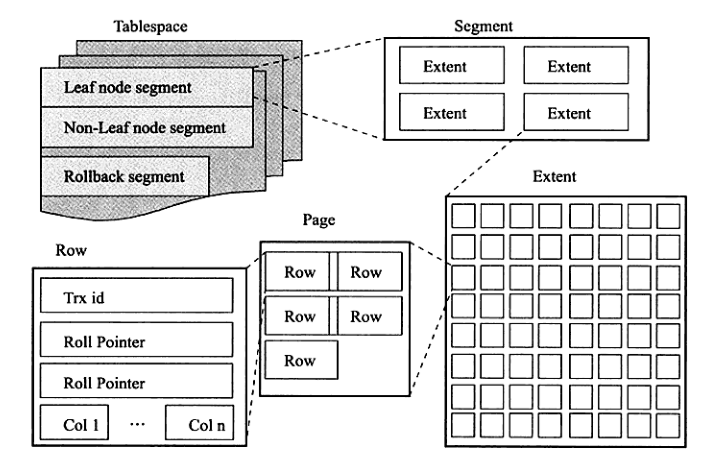 Tablespace
Leaf node segment
Non-Leaf node segment
Rollback segment
Segment
Extent Extent
Extent Extent
Extent
Page
Row Row
Row Row
Row
Row
Trx id
Roll Pointer
Roll Pointer
Col 1 ··· Col n